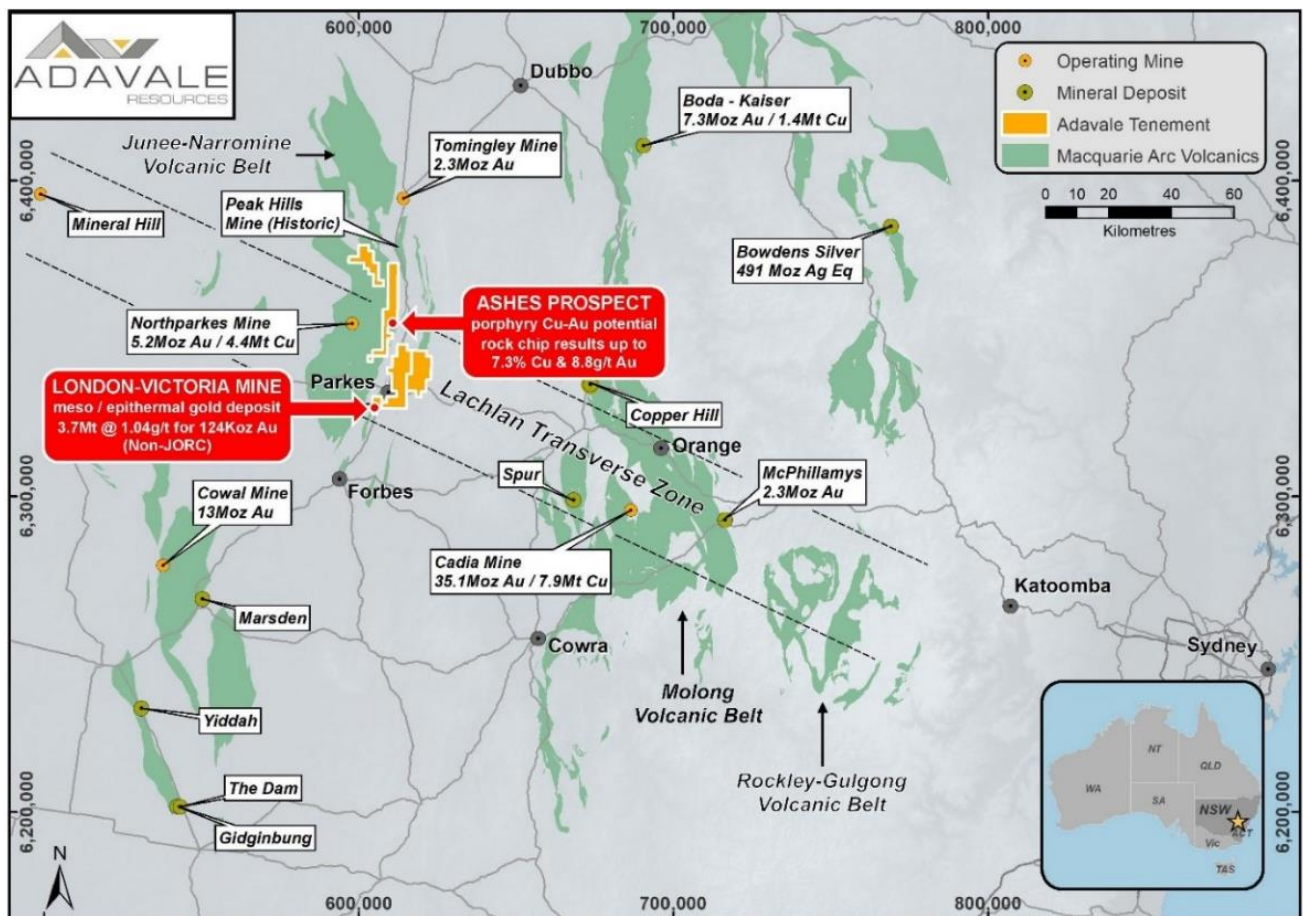 ADAVALE
RESOURCES
600,000
700,000
800,000
Operating Mine
Mineral Deposit
Adavale Tenement
Macquarie Arc Volcanics
0 10 20 40 60
Kilometres
Dubbo
Boda - Kaiser
7.3Moz Au / 1.4Mt Cu
Junee-Narromine
Volcanic Belt
Tomingley Mine
2.3Moz Au
6,400,000
6,400,000
Mineral Hill
Peak Hills
Mine (Historic)
Bowdens Silver
491 Moz Ag Eq
Northparkes Mine
5.2Moz Au / 4.4Mt Cu
ASHES PROSPECT
porphyry Cu-Au potential
rock chip results up to
7.3% Cu & 8.8g/t Au
LONDON-VICTORIA MINE
meso / epithermal gold deposit
3.7Mt @ 1.04g/t for 124Koz Au
(Non-JORC)
Parkes
Lachlan Transverse Zone
Copper Hill
Orange
Forbes
Spur
McPhillamys
2.3Moz Au
6,300,000
6,300,000
Cowal Mine
13Moz Au
Cadia Mine
35.1Moz Au / 7.9Mt Cu
Marsden
Katoomba
Cowra
Sydney
Molong
Volcanic Belt
Yiddah
Rockley-Gulgong
Volcanic Belt
The Dam
Gidginbung
6,200,000
6,200,000
N
NT
QLD
WA
SA
NSW
ACT
Vic
TAS
600,000
700,000
800,000